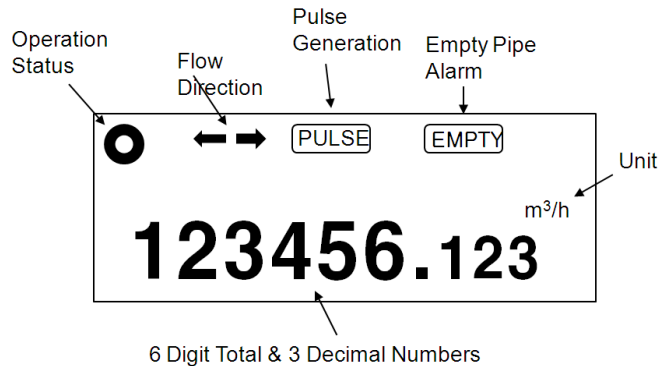 Operation
Status
Flow
Direction
Pulse
Generation
Empty Pipe
Alarm
PULSE
EMPTY
Unit
m³/h
123456.123
6 Digit Total & 3 Decimal Numbers